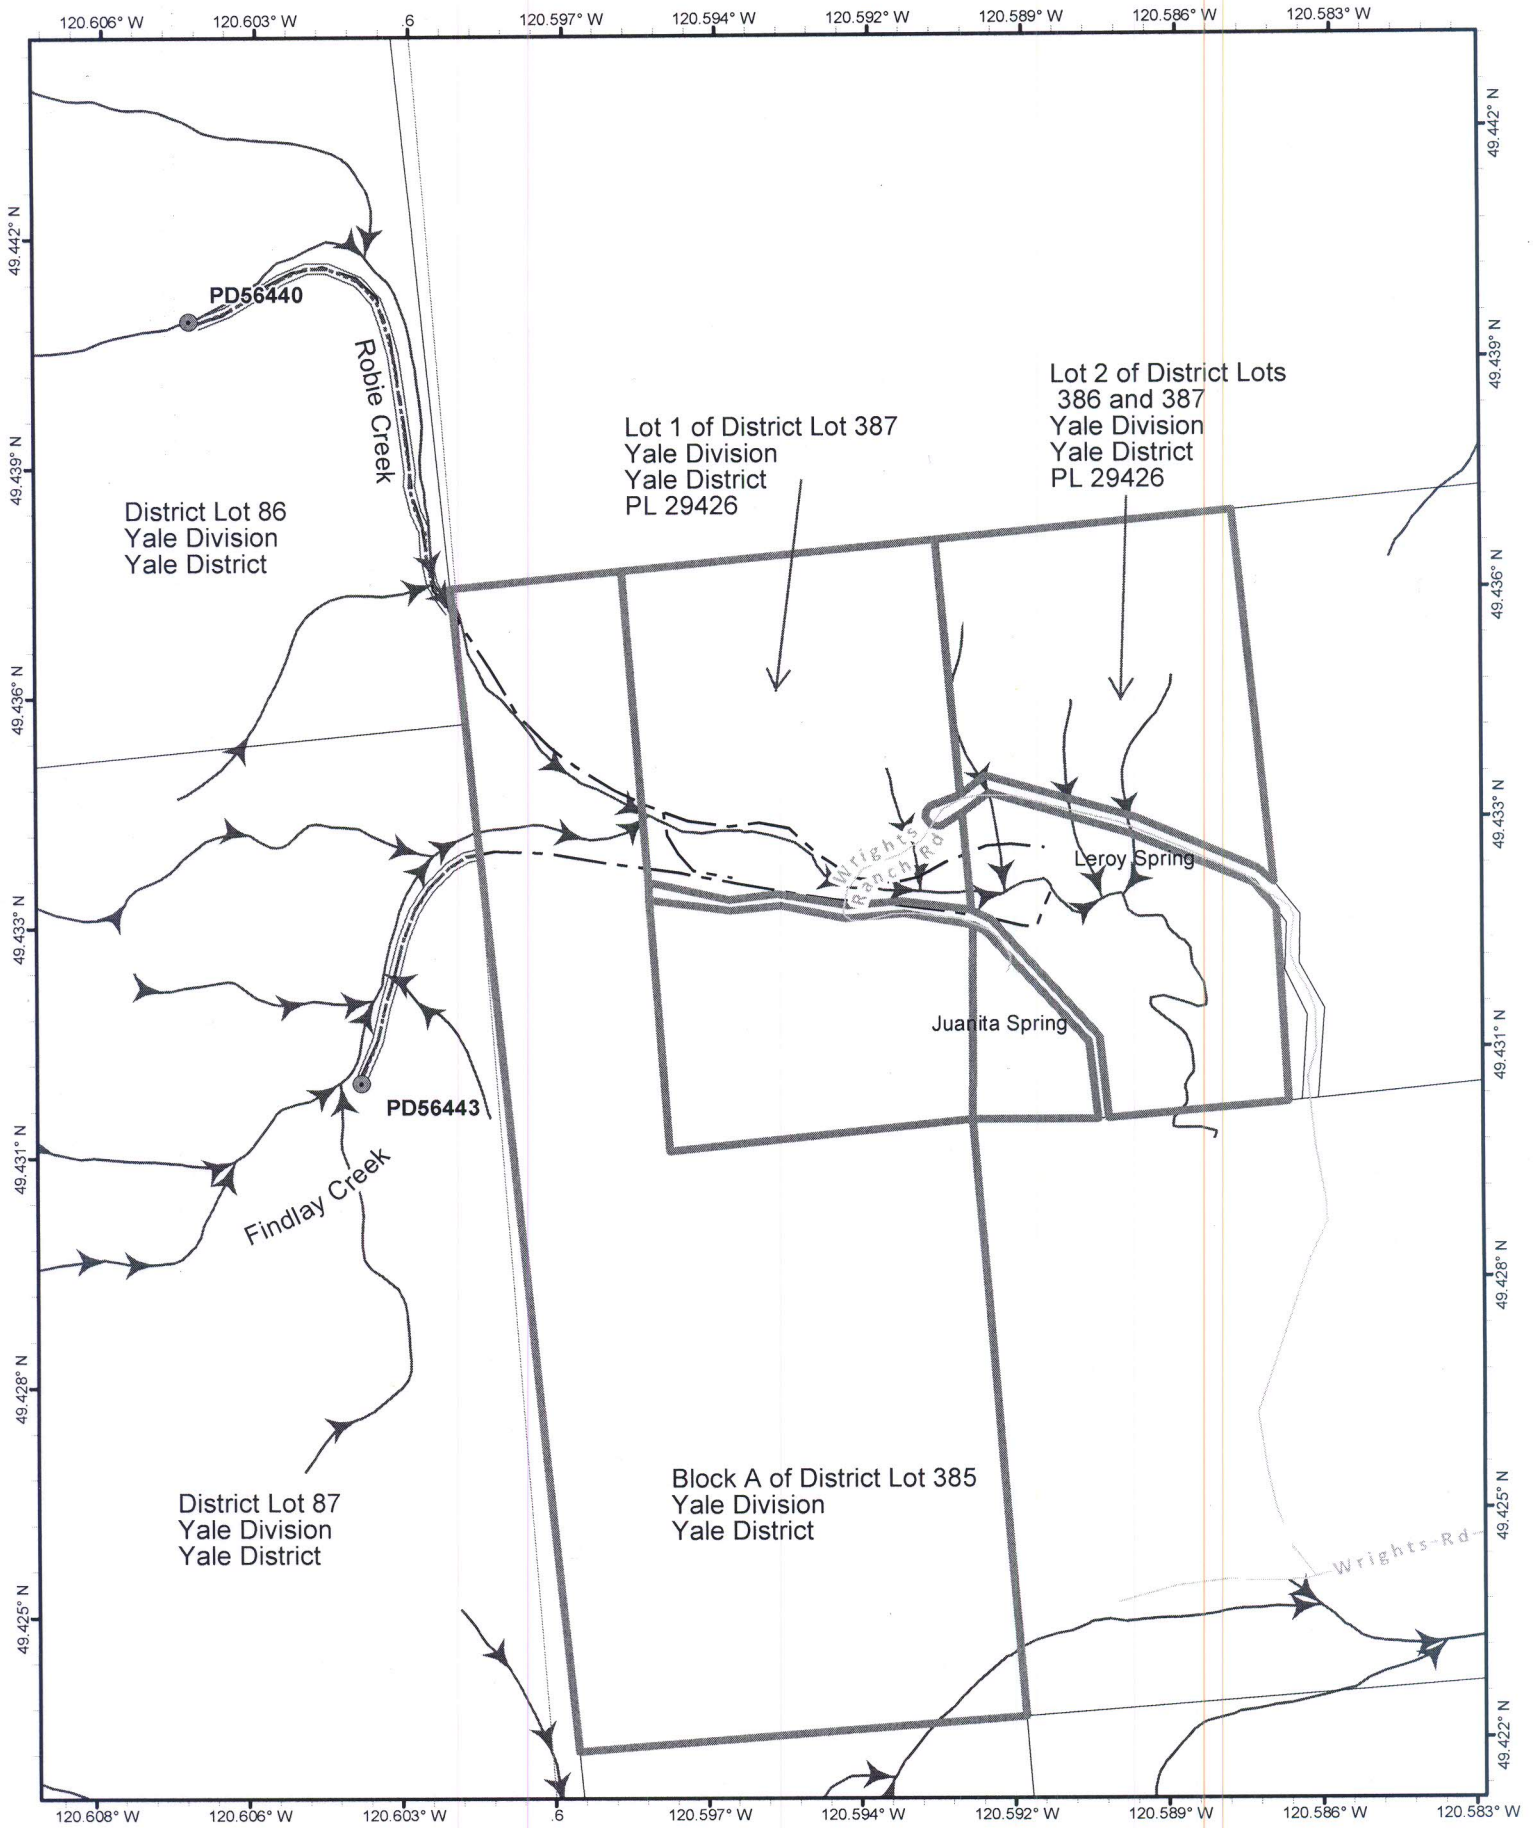 120.606° W
120.603° W
.6
120.597° W
120.594° W
120.592° W
120.589° W
120.586° W
120.583° W
49.442° N
49.442° N
PD56440
Robie Creek
49.439° N
Lot 2 of District Lots
386 and 387
Yale Division
Yale District
PL 29426
Lot 1 of District Lot 387
Yale Division
Yale District
PL 29426
49.439° N
District Lot 86
Yale Division
Yale District
49.436° N
49.436° N
49.433° N
Wrights
Ranch Rd
Leroy Spring
49.433° N
Juanita Spring
49.431° N
PD56443
49.431° N
Findlay Creek
49.428° N
49.428° N
Block A of District Lot 385
Yale Division
Yale District
District Lot 87
Yale Division
Yale District
49.425° N
Wrights Rd
49.425° N
49.422° N
120.608° W
120.606° W
120.603° W
.6
120.597° W
120.594° W
120.592° W
120.589° W
120.586° W
120.583° W